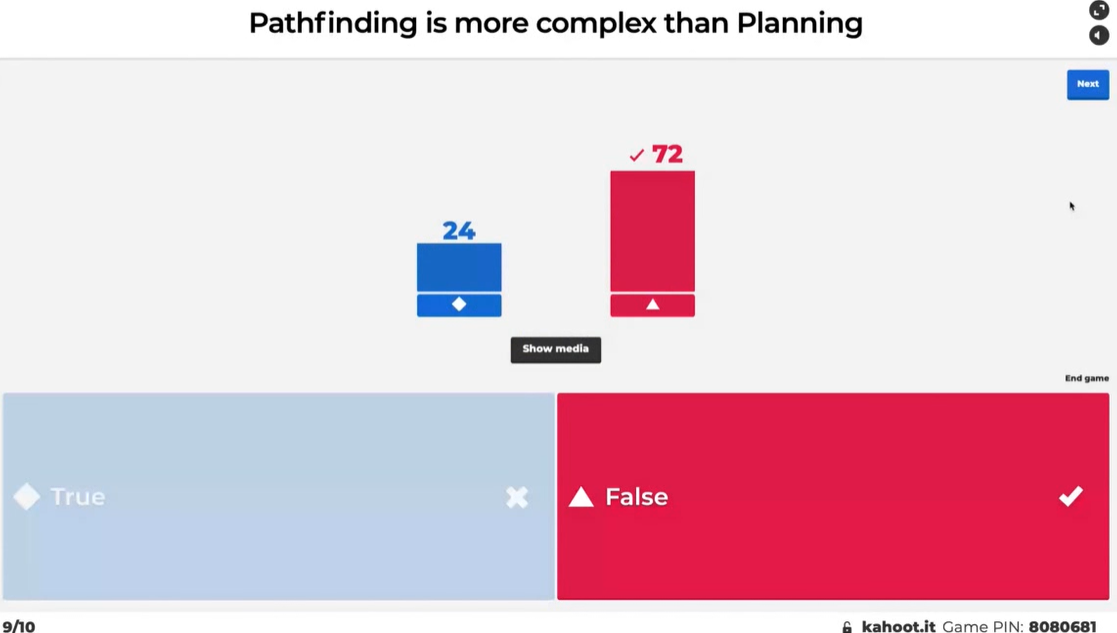 Pathfinding is more complex than Planning
Next
72
24
Show media
End game
True
False
9/10
kahoot.it Game PIN: 8080681